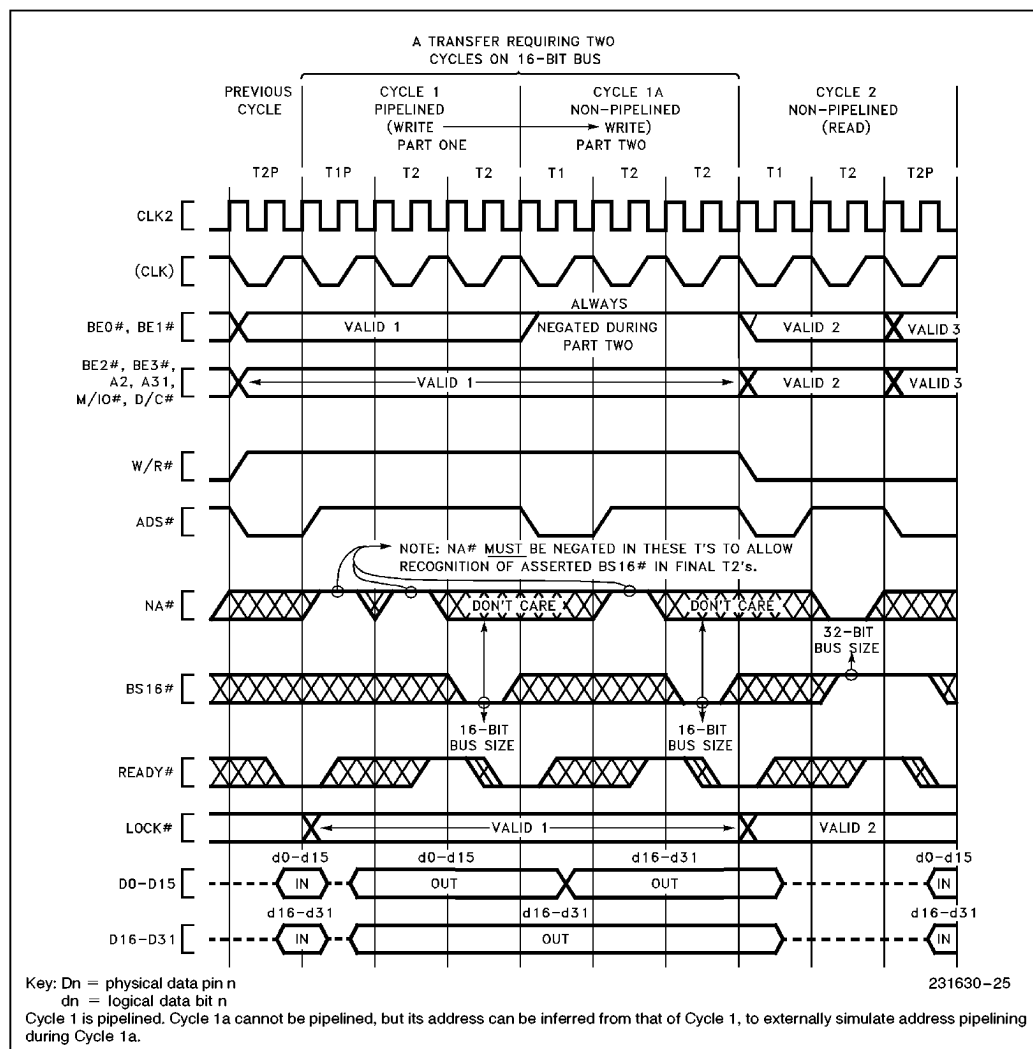 A TRANSFER REQUIRING TWO
CYCLES ON 16-BIT BUS
PREVIOUS
CYCLE
CYCLE 1
PIPELINED
(WRITE
PART ONE
CYCLE 1A
NON-PIPELINED
WRITE)
PART TWO
CYCLE 2
NON-PIPELINED
(READ)
T2P T1P T2 T2 T1 T2 T2 T1 T2 T2P
CLK2
(CLK)
BE0#, BE1#
VALID 1
ALWAYS
NEGATED DURING
PART TWO
VALID 2
VALID 3
BE2#, BE3#,
A2, A31,
M/IO#, D/C#
VALID 1
VALID 2
VALID 3
W/R#
ADS#
NOTE: NA# MUST BE NEGATED IN THESE T'S TO ALLOW
RECOGNITION OF ASSERTED BS16# IN FINAL T2's.
NA#
DON'T CARE
DON'T CARE
32-BIT
BUS SIZE
BS16#
16-BIT
BUS SIZE
16-BIT
BUS SIZE
READY#
LOCK#
VALID 1
VALID 2
d0-d15 d0-d15 d16-d31 d0-d15
D0-D15
IN OUT OUT IN
d16-d31 d16-d31 d16-d31
D16-D31
IN OUT IN
Key: Dn = physical data pin n
dn = logical data bit n
231630-25
Cycle 1 is pipelined. Cycle 1a cannot be pipelined, but its address can be inferred from that of Cycle 1, to externally simulate address pipelining
during Cycle 1a.